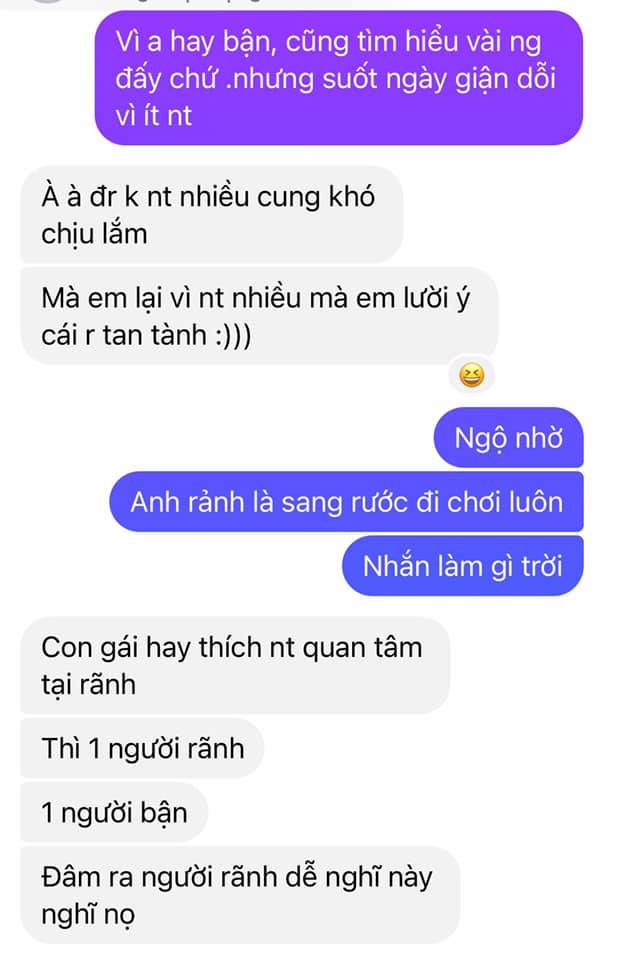 Vì a hay bận, cũng tìm hiểu vài ng
đấy chứ .nhưng suốt ngày giận dỗi
vì ít nt
À à đr k nt nhiều cung khó
chịu lắm
Mà em lại vì nt nhiều mà em lười ý
cái r tan tành :)))
Ngộ nhờ
Anh rảnh là sang rước đi chơi luôn
Nhắn làm gì trời
Con gái hay thích nt quan tâm
tại rãnh
Thì 1 người rãnh
1 người bận
Đâm ra người rãnh dễ nghĩ này
nghĩ nọ